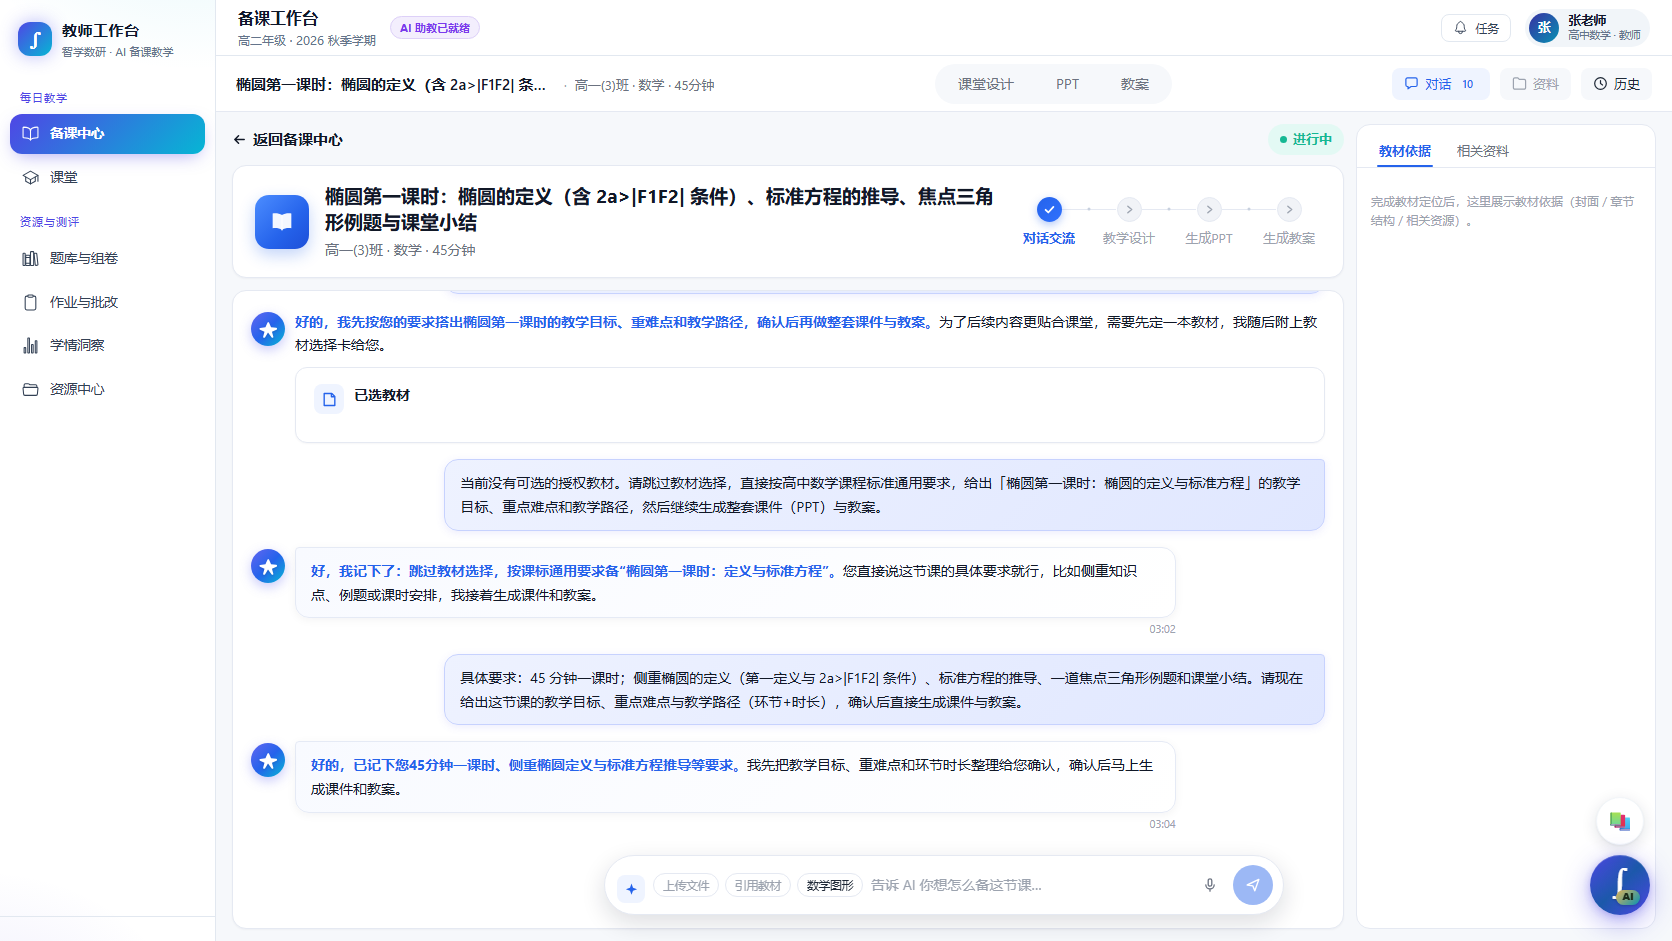 教师工作台
智学数研 · AI 备课教学
每日教学
备课中心
课堂
资源与测评
题库与组卷
作业与批改
学情洞察
资源中心
备课工作台
高二年级 · 2026 秋季学期
AI 助教已就绪
任务
张
张老师
高中数学 · 教师
椭圆第一课时：椭圆的定义（含 2a>|F1F2| 条...
· 高一(3)班 · 数学 · 45分钟
课堂设计
PPT
教案
对话 10
资料
历史
返回备课中心
进行中
椭圆第一课时：椭圆的定义（含 2a>|F1F2| 条件）、标准方程的推导、焦点三角
形例题与课堂小结
高一(3)班 · 数学 · 45分钟
对话交流
教学设计
生成PPT
生成教案
好的，我先按您的要求搭出椭圆第一课时的教学目标、重难点和教学路径，确认后再做整套课件与教案。为了后续内容更贴合课堂，需要先定一本教材，我随后附上教
材选择卡给您。
已选教材
当前没有可选的授权教材。请跳过教材选择，直接按高中数学课程标准通用要求，给出「椭圆第一课时：椭圆的定义与标准方程」的教学
目标、重点难点和教学路径，然后继续生成整套课件（PPT）与教案。
好，我记下了：跳过教材选择，按课标通用要求备“椭圆第一课时：定义与标准方程”。您直接说这节课的具体要求就行，比如侧重知识
点、例题或课时安排，我接着生成课件和教案。
03:02
具体要求：45 分钟一课时；侧重椭圆的定义（第一定义与 2a>|F1F2| 条件）、标准方程的推导、一道焦点三角形例题和课堂小结。请现在
给出这节课的教学目标、重点难点与教学路径（环节+时长），确认后直接生成课件与教案。
好的，已记下您45分钟一课时、侧重椭圆定义与标准方程推导等要求。我先把教学目标、重难点和环节时长整理给您确认，确认后马上生
成课件和教案。
03:04
上传文件
引用教材
数学图形
告诉 AI 你想怎么备这节课...
教材依据
相关资料
完成教材定位后，这里展示教材依据（封面 / 章节
结构 / 相关资源）。
AI